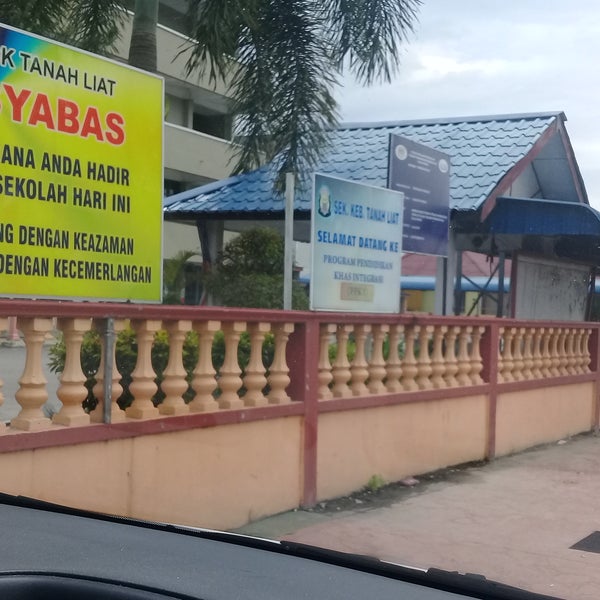 K TANAH LIAT
SYABAS
ANA ANDA HADIR
SEKOLAH HARI INI
NG DENGAN KEAZAMAN
DENGAN KECEMERLANGAN
SEK. KEB. TANAH LIAT
SELAMAT DATANG KE
PROGRAM PENDIDIKAN
KHAS INTEGRASI